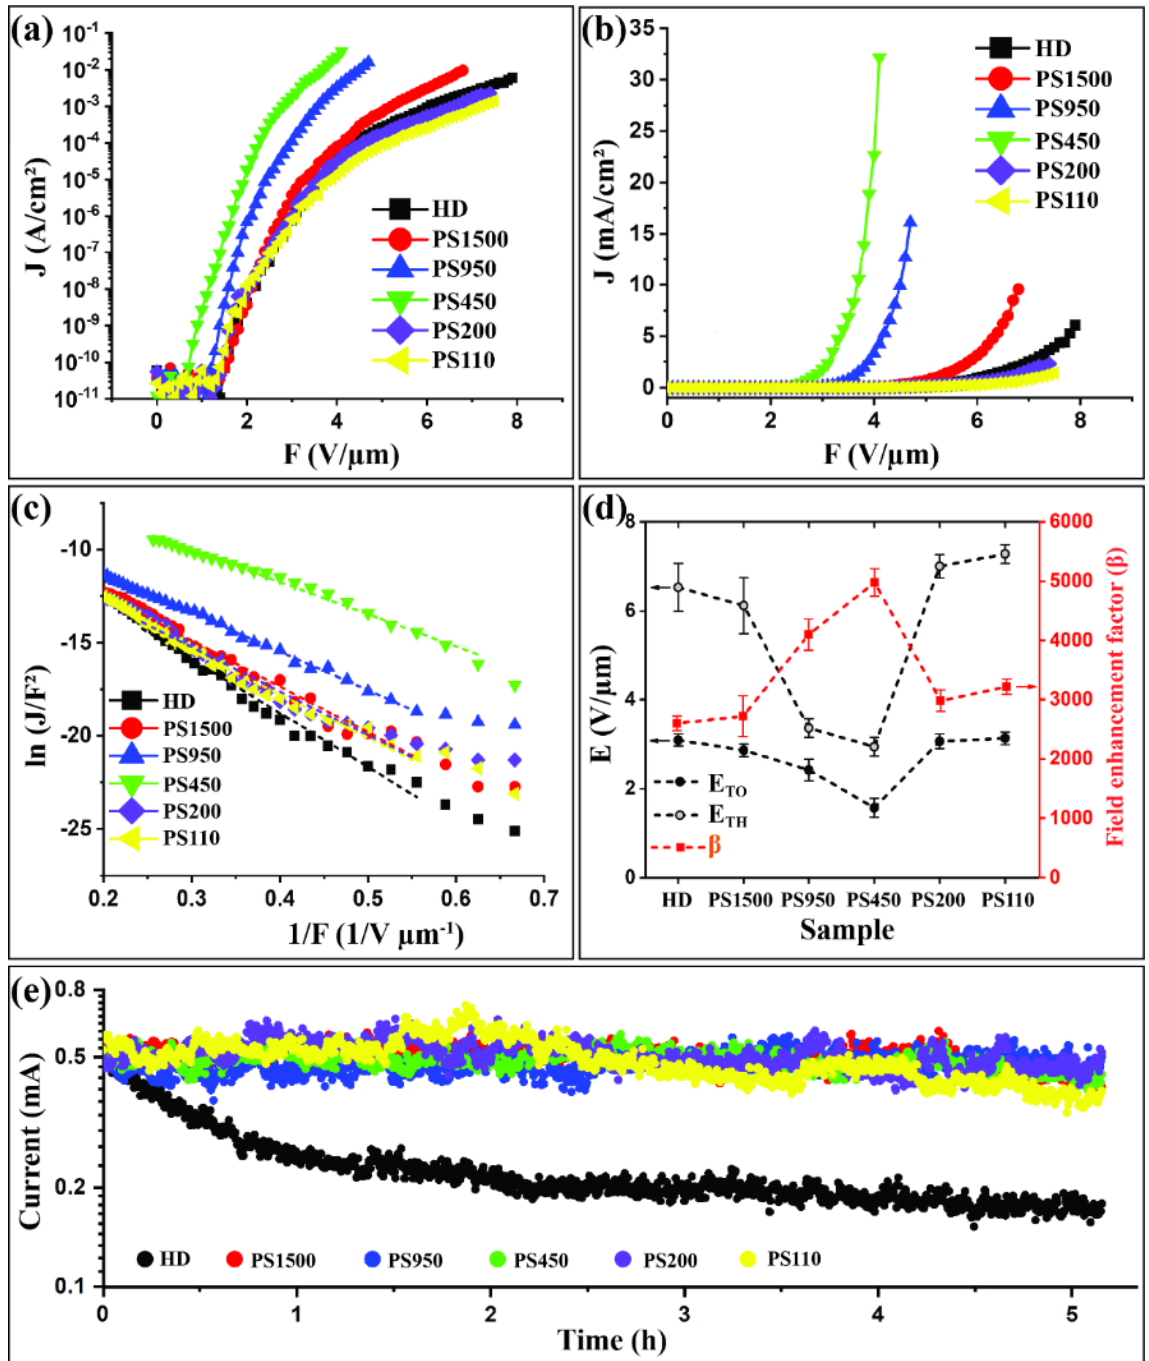 (a)
10⁻¹
10⁻²
10⁻³
10⁻⁴
10⁻⁵
10⁻⁶
10⁻⁷
10⁻⁸
10⁻⁹
10⁻¹⁰
10⁻¹¹
J (A/cm²)
HD
PS1500
PS950
PS450
PS200
PS110
0 2 4 6 8
F (V/μm)
(b)
35
30
25
20
15
10
5
0
J (mA/cm²)
HD
PS1500
PS950
PS450
PS200
PS110
0 2 4 6 8
F (V/μm)
(c)
-10
-15
-20
-25
ln (J/F²)
HD
PS1500
PS950
PS450
PS200
PS110
0.2 0.3 0.4 0.5 0.6 0.7
1/F (1/V μm⁻¹)
(d)
8
6
4
2
0
E (V/μm)
E_TO
E_TH
β
6000
5000
4000
3000
2000
1000
0
Field enhancement factor (β)
HD PS1500 PS950 PS450 PS200 PS110
Sample
(e)
0.8
0.5
0.2
0.1
Current (mA)
HD PS1500 PS950 PS450 PS200 PS110
0 1 2 3 4 5
Time (h)